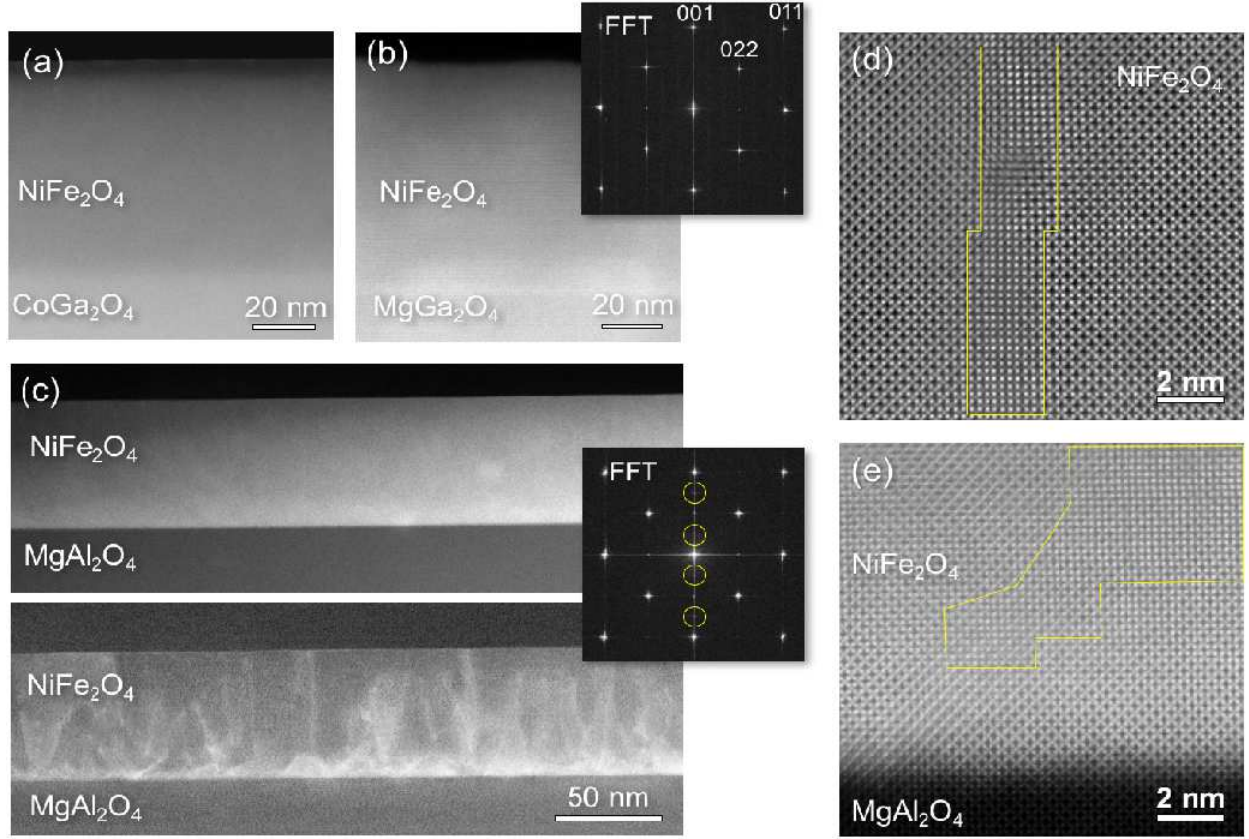 (a)
NiFe₂O₄
CoGa₂O₄
20 nm
(b)
NiFe₂O₄
MgGa₂O₄
20 nm
FFT
001
011
022
(c)
NiFe₂O₄
MgAl₂O₄
FFT
NiFe₂O₄
MgAl₂O₄
50 nm
(d)
NiFe₂O₄
2 nm
(e)
NiFe₂O₄
MgAl₂O₄
2 nm